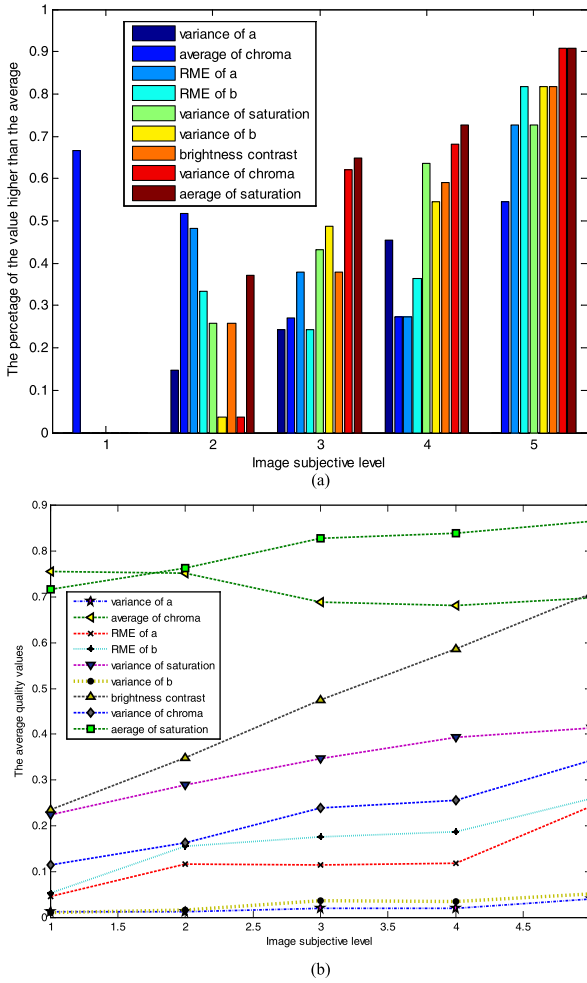 1
0.9
0.8
0.7
0.6
0.5
0.4
0.3
0.2
0.1
0
The percetage of the value higher than the average
variance of a
average of chroma
RME of a
RME of b
variance of saturation
variance of b
brightness contrast
variance of chroma
aerage of saturation
1 2 3 4 5
Image subjective level
(a)
0.9
0.8
0.7
0.6
0.5
0.4
0.3
0.2
0.1
0
The average quality values
variance of a
average of chroma
RME of a
RME of b
variance of saturation
variance of b
brightness contrast
variance of chroma
aerage of saturation
1 1.5 2 2.5 3 3.5 4 4.5
Image subjective level
(b)